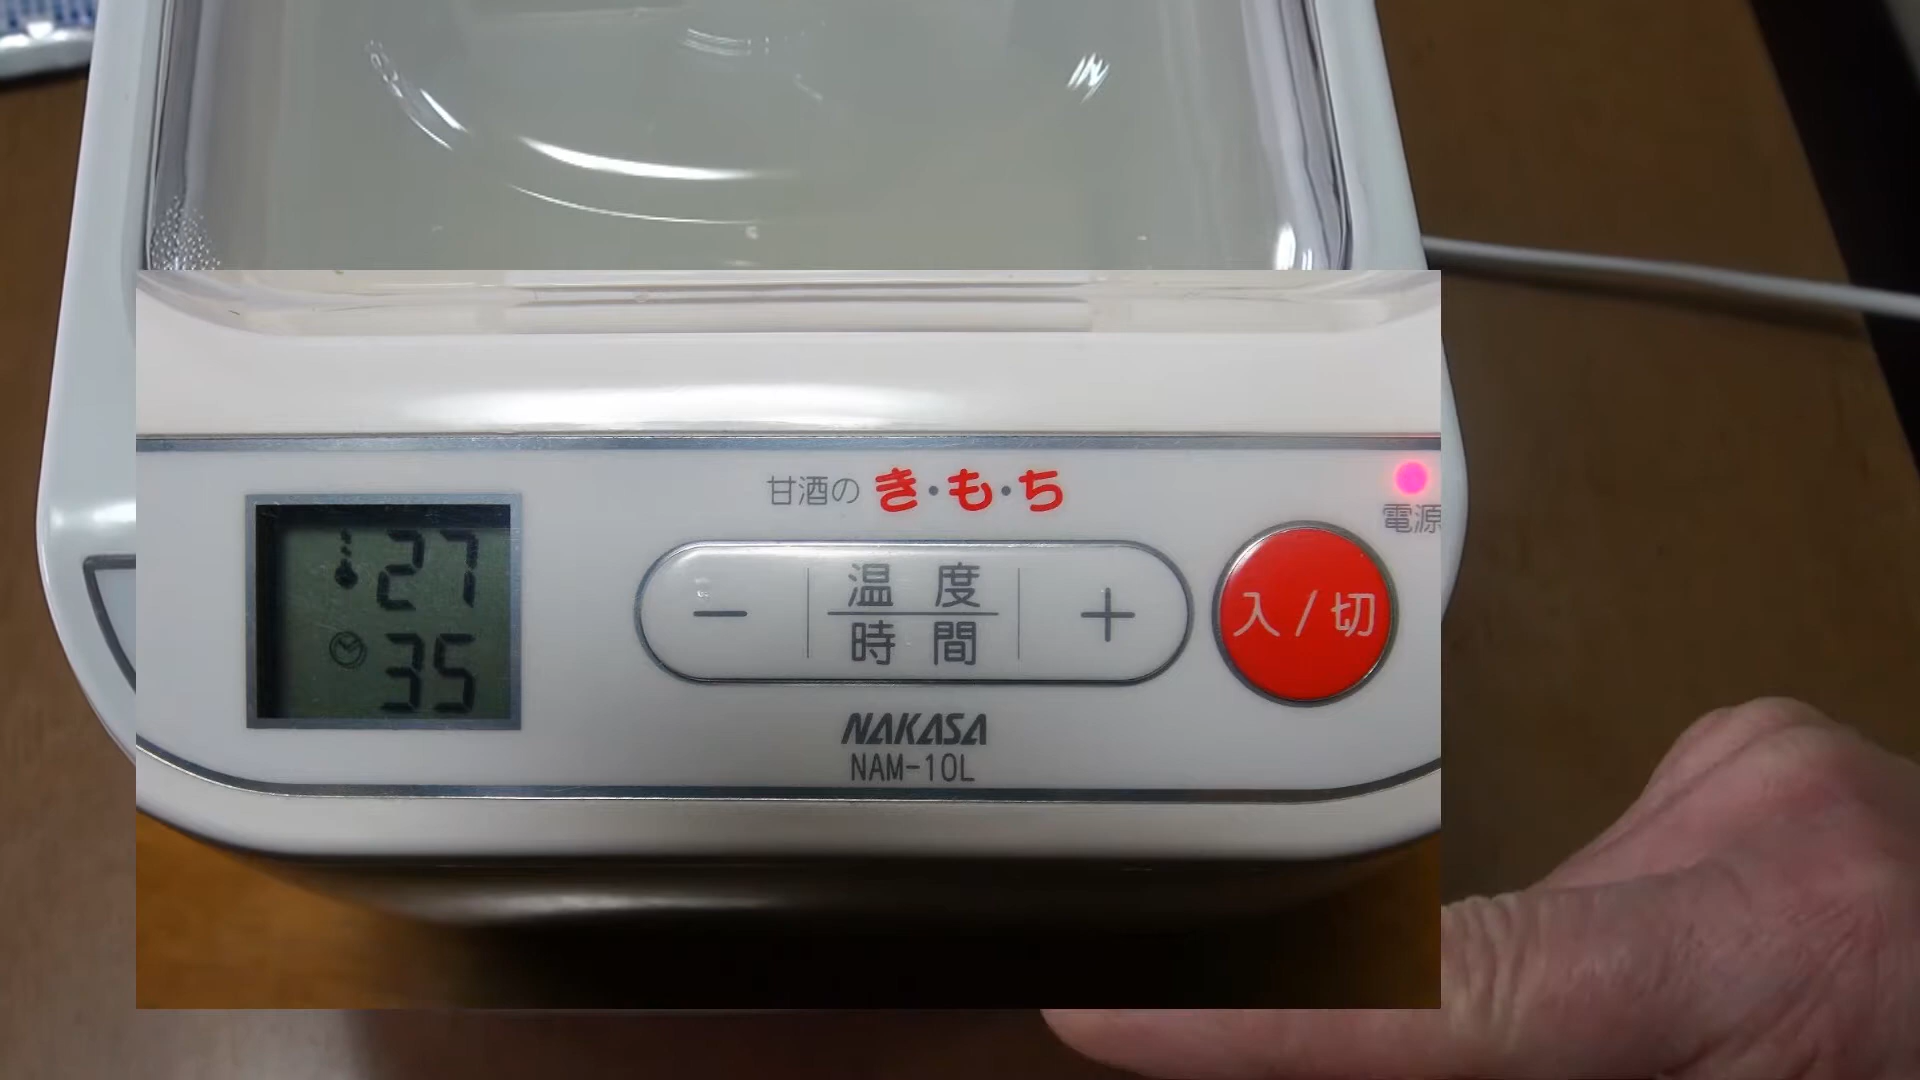 甘酒の き・も・ち
電源
27
35
－
温度
時間
＋
入/切
NAKASA
NAM-10L